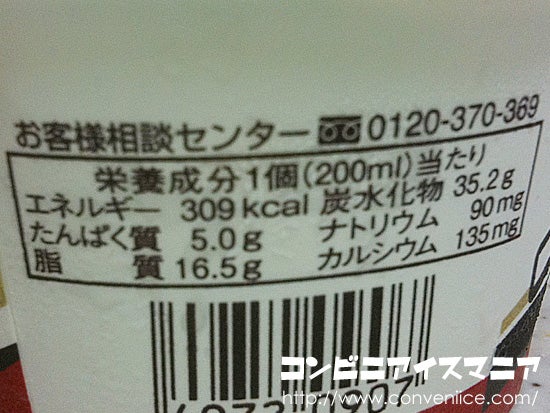 お客様相談センター 0120-370-369
栄養成分1個(200ml)当たり
エネルギー 309kcal 炭水化物 35.2g
たんぱく質 5.0g ナトリウム 90mg
脂 質 16.5g カルシウム 135mg
コンビニアイスマニア
http://www.conveniice.com/